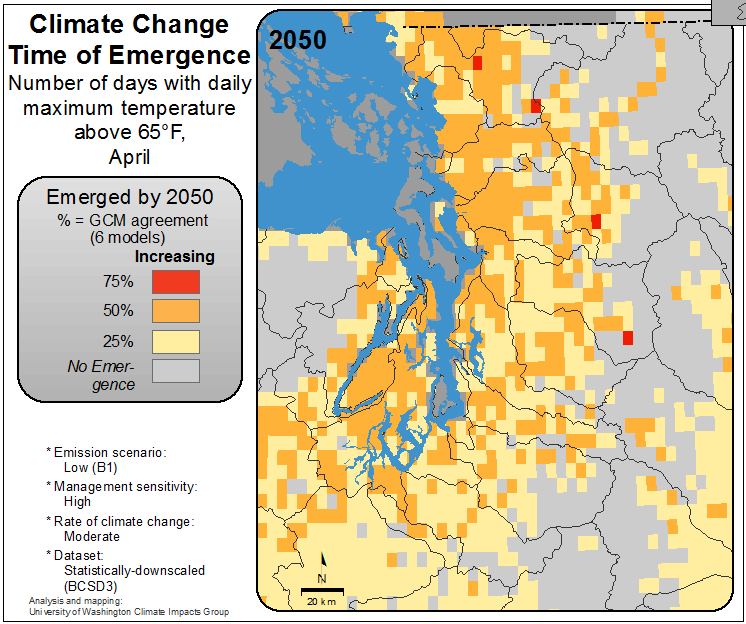 Climate Change
Time of Emergence
Number of days with daily
maximum temperature
above 65°F,
April
Emerged by 2050
% = GCM agreement
(6 models)
Increasing
75%
50%
25%
No Emer-
gence
* Emission scenario:
Low (B1)
* Management sensitivity:
High
* Rate of climate change:
Moderate
* Dataset:
Statistically-downscaled
(BCSD3)
Analysis and mapping:
University of Washington Climate Impacts Group
2050
N
20 km